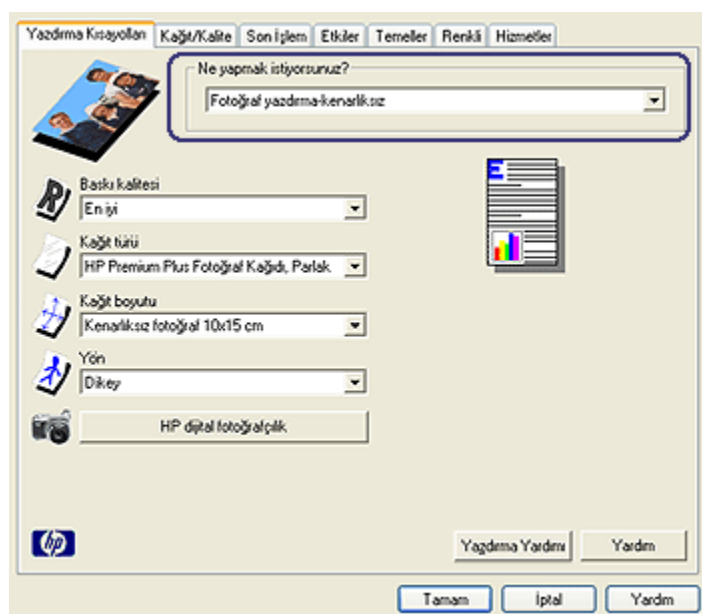 Yazdırma Kısayolları Kağıt/Kalite Son İşlem Etkiler Temeller Renkli Hizmetler
Ne yapmak istiyorsunuz?
Fotoğraf yazdırma-kenarlıksız
Baskı kalitesi
En iyi
Kağıt türü
HP Premium Plus Fotoğraf Kağıdı, Parlak
Kağıt boyutu
Kenarlıksız fotoğraf 10x15 cm
Yön
Dikey
HP dijital fotoğrafçılık
hp
Yazdırma Yardımı Yardım
Tamam İptal Yardım